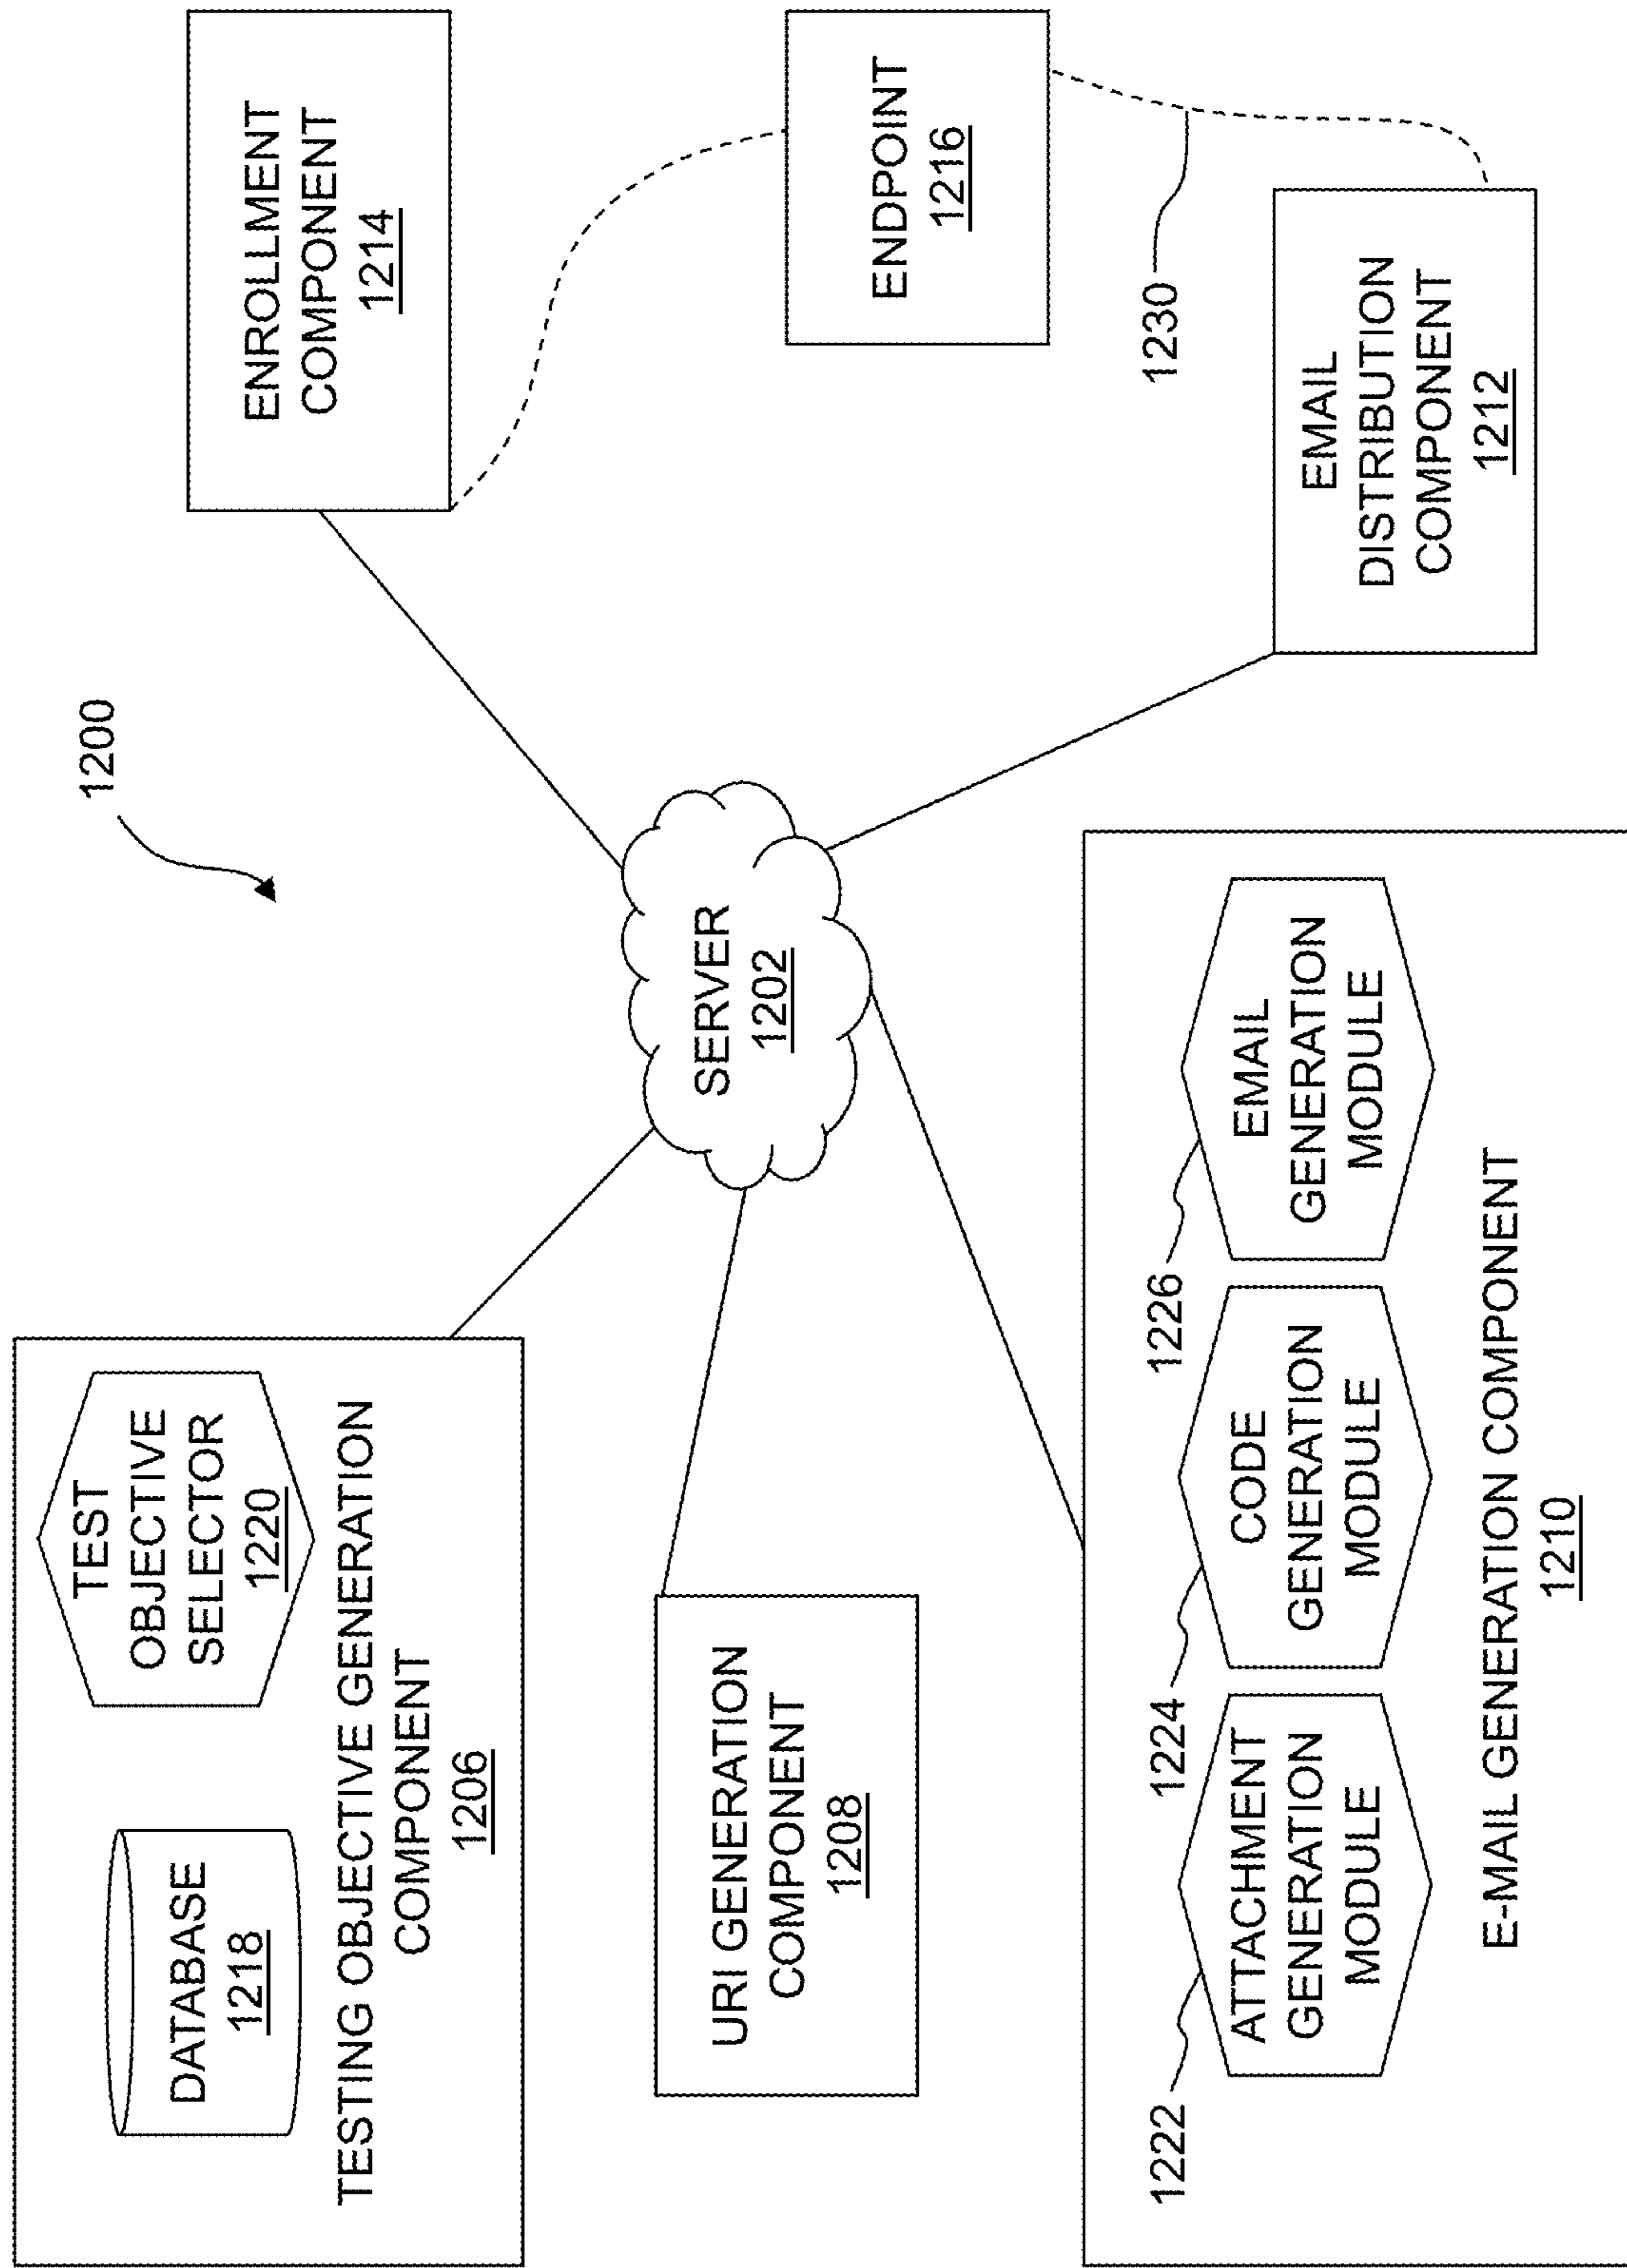 1200
DATABASE
1218
TEST
OBJECTIVE
SELECTOR
1220
TESTING OBJECTIVE GENERATION
COMPONENT
1206
URI GENERATION
COMPONENT
1208
SERVER
1202
ENROLLMENT
COMPONENT
1214
ENDPOINT
1216
1230
EMAIL
DISTRIBUTION
COMPONENT
1212
1222
ATTACHMENT
GENERATION
MODULE
1224
CODE
GENERATION
MODULE
1226
EMAIL
GENERATION
MODULE
E-MAIL GENERATION COMPONENT
1210